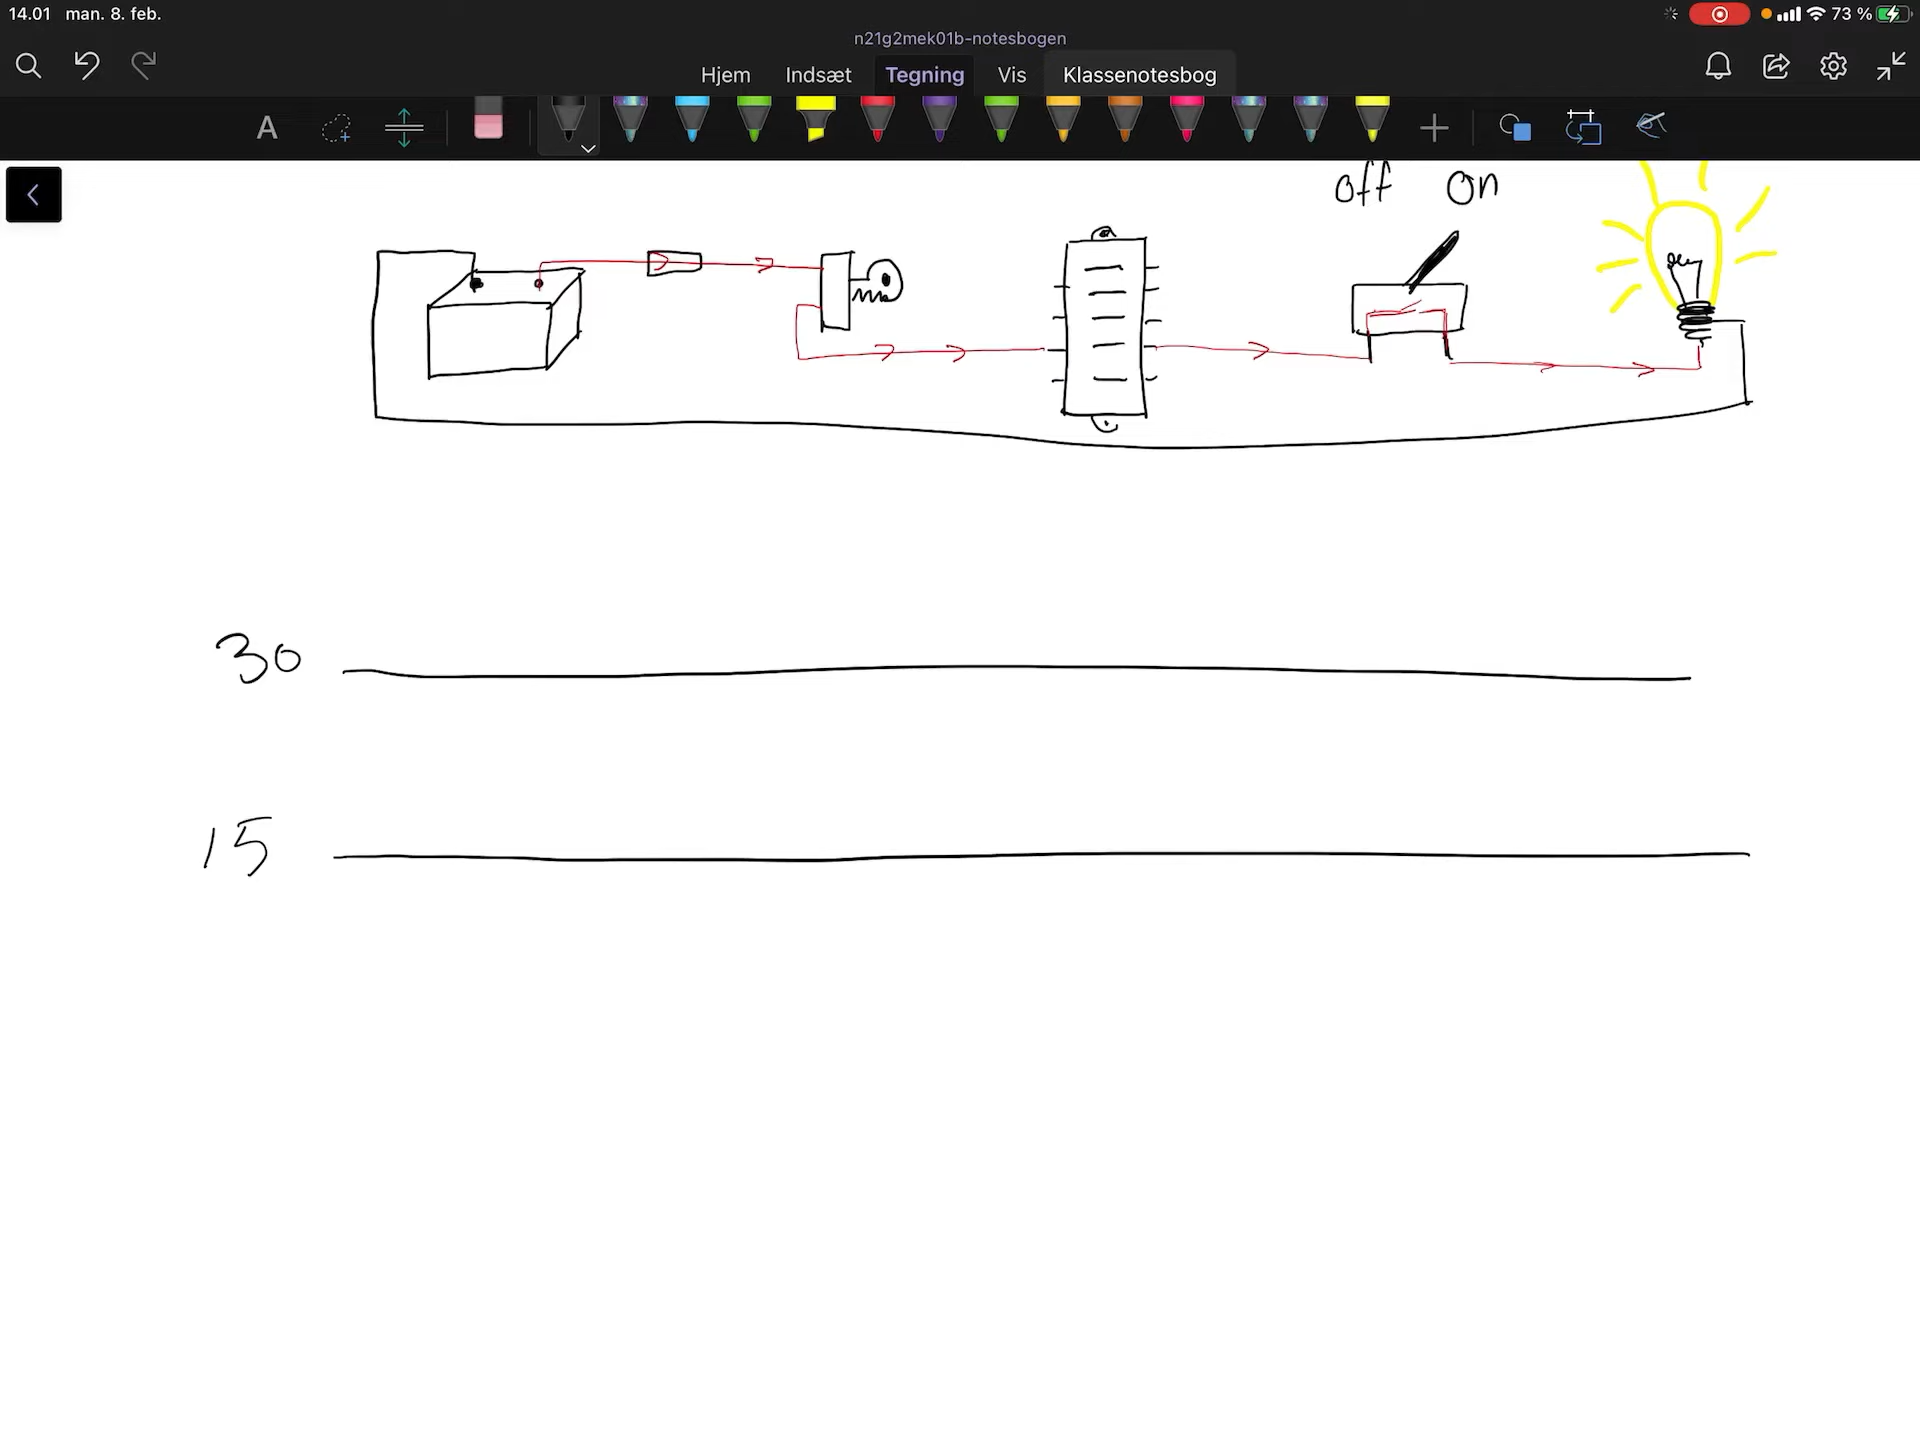 14.01 man. 8. feb.
73 %
n21g2mek01b-notesbogen
Hjem Indsæt Tegning Vis Klassenotesbog
A
off On
30
15